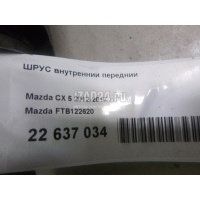 ШРУС внутренний передний
Mazda CX 5
Mazda FTB122620
22 637 034